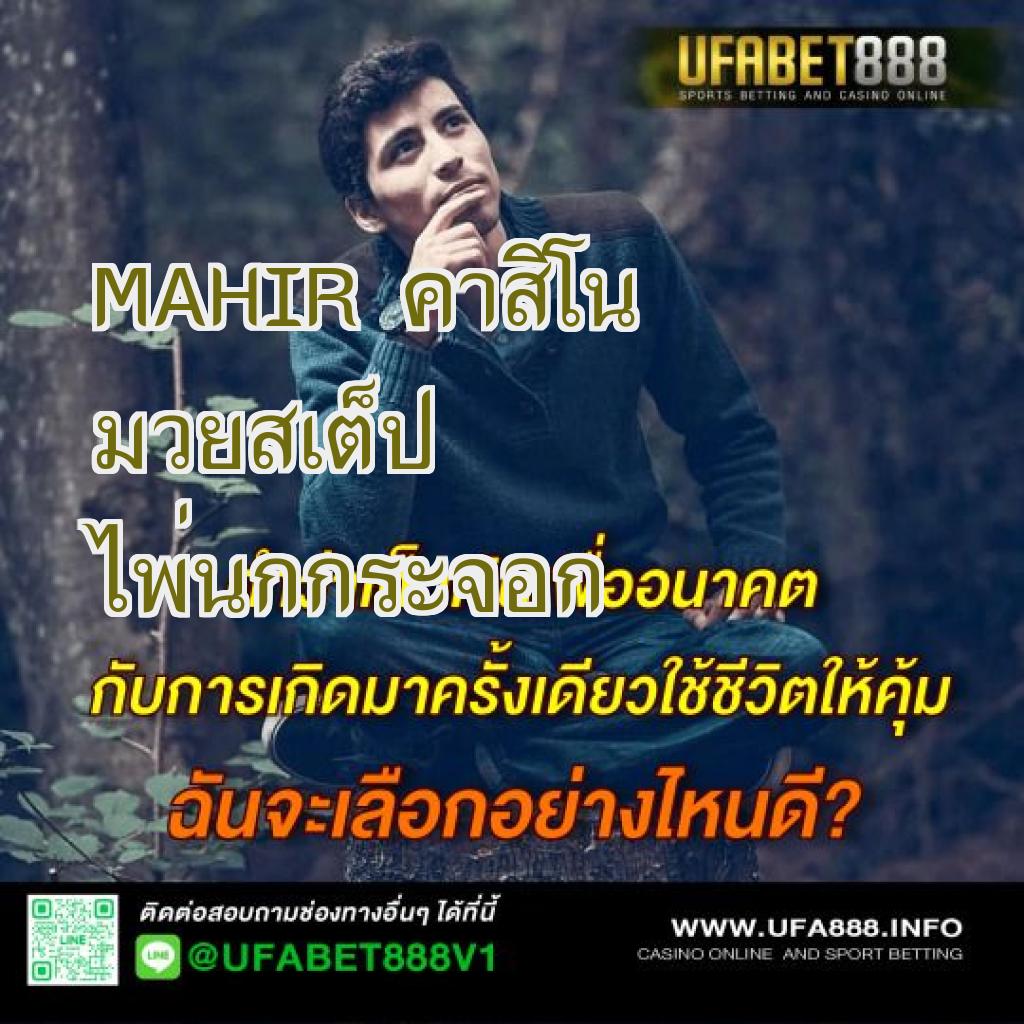 UFABET888
SPORTS BETTING AND CASINO ONLINE
MAHIR คาสิโน
มวยสเต็ป
ไพ่นกกระจอก
อนาคต
กับการเกิดมาครั้งเดียวใช้ชีวิตให้คุ้ม
ฉันจะเลือกอย่างไหนดี?
ติดต่อสอบถามช่องทางอื่นๆ ได้ที่นี้
LINE
LINE
@UFABET888V1
WWW.UFA888.INFO
CASINO ONLINE AND SPORT BETTING